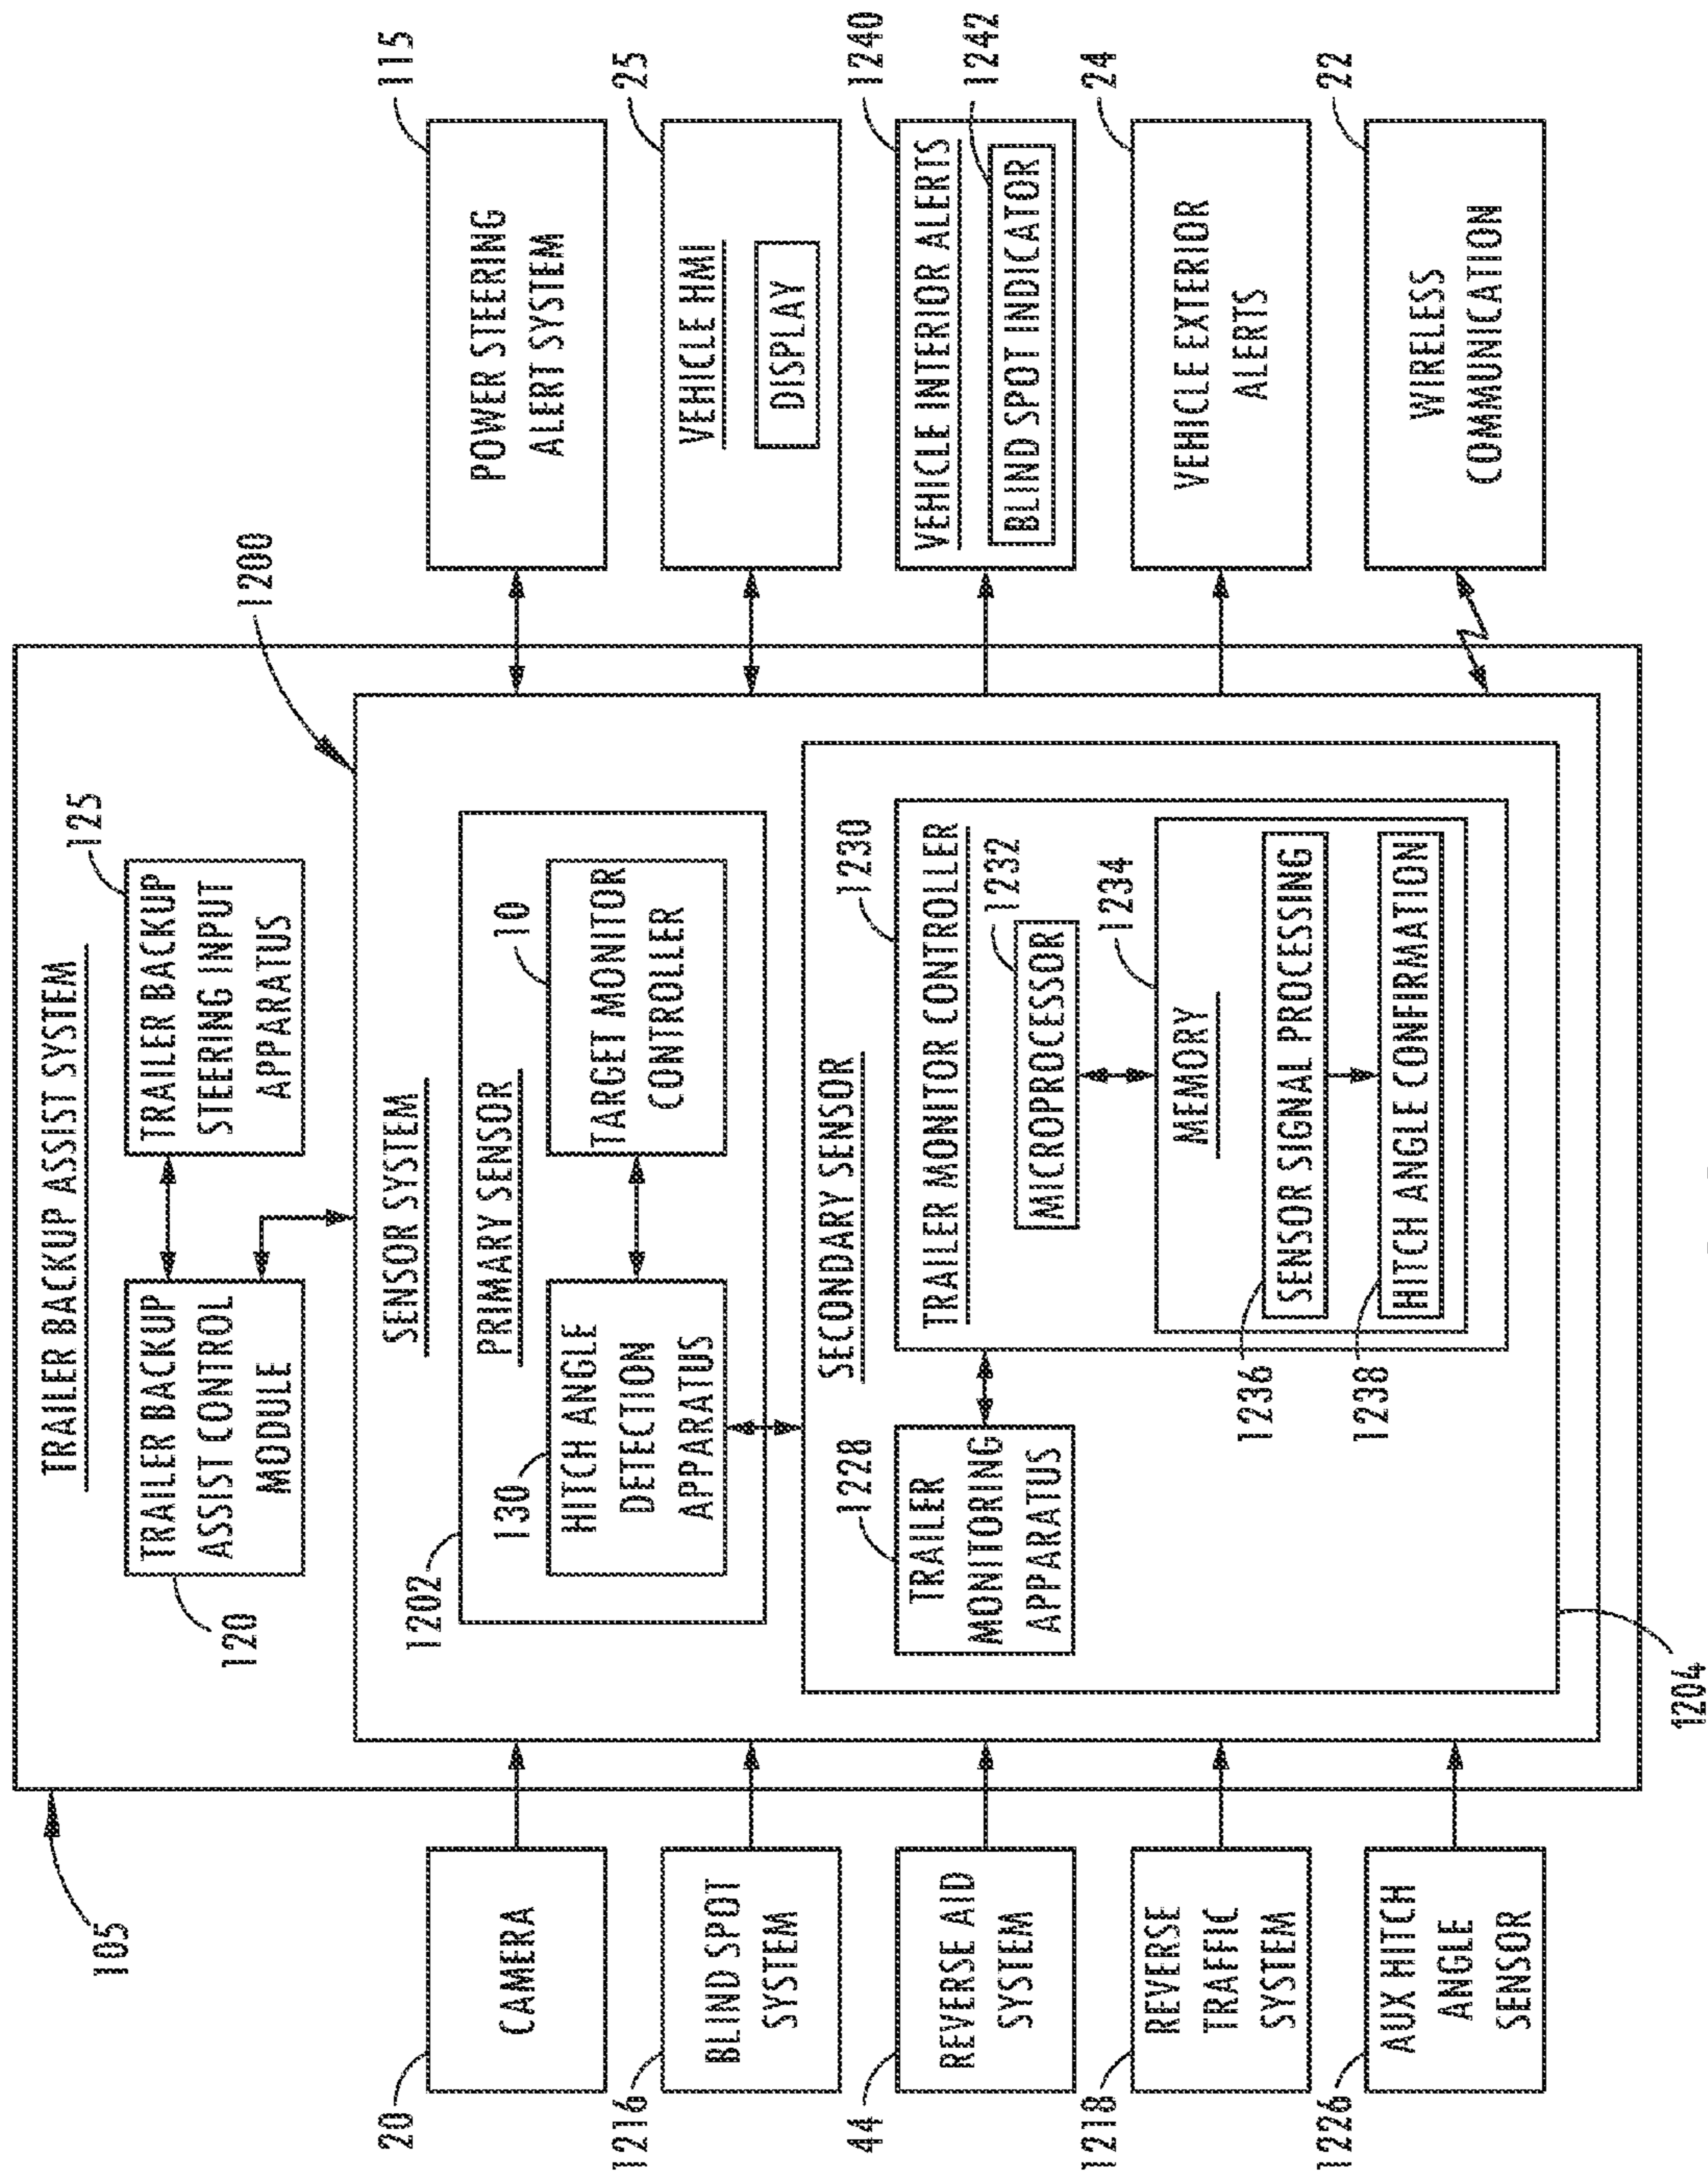 105
TRAILER BACKUP ASSIST SYSTEM
120
TRAILER BACKUP
ASSIST CONTROL
MODULE
TRAILER BACKUP
STEERING INPUT
APPARATUS
125
1200
SENSOR SYSTEM
1202
PRIMARY SENSOR
130
HITCH ANGLE
DETECTION
APPARATUS
10
TARGET MONITOR
CONTROLLER
SECONDARY SENSOR
1228
TRAILER
MONITORING
APPARATUS
1230
TRAILER MONITOR CONTROLLER
1232
MICROPROCESSOR
1234
MEMORY
1236
SENSOR SIGNAL PROCESSING
1238
HITCH ANGLE CONFIRMATION
1204
20
CAMERA
1216
BLIND SPOT
SYSTEM
44
REVERSE AID
SYSTEM
1218
REVERSE
TRAFFIC
SYSTEM
1226
AUX HITCH
ANGLE
SENSOR
115
POWER STEERING
ALERT SYSTEM
25
VEHICLE HMI
DISPLAY
1240
VEHICLE INTERIOR ALERTS
1242
BLIND SPOT INDICATOR
24
VEHICLE EXTERIOR
ALERTS
22
WIRELESS
COMMUNICATION